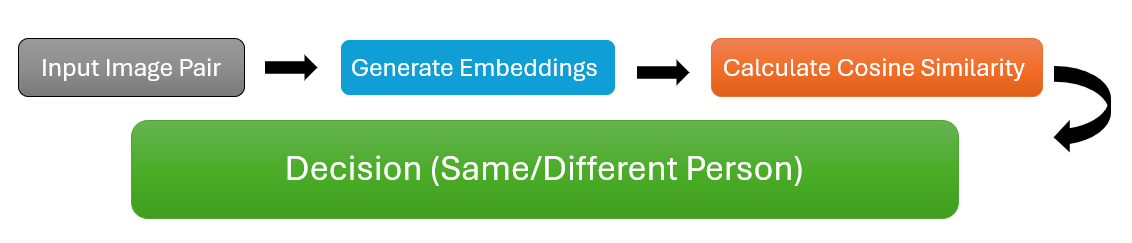 Input Image Pair
Generate Embeddings
Calculate Cosine Similarity
Decision (Same/Different Person)